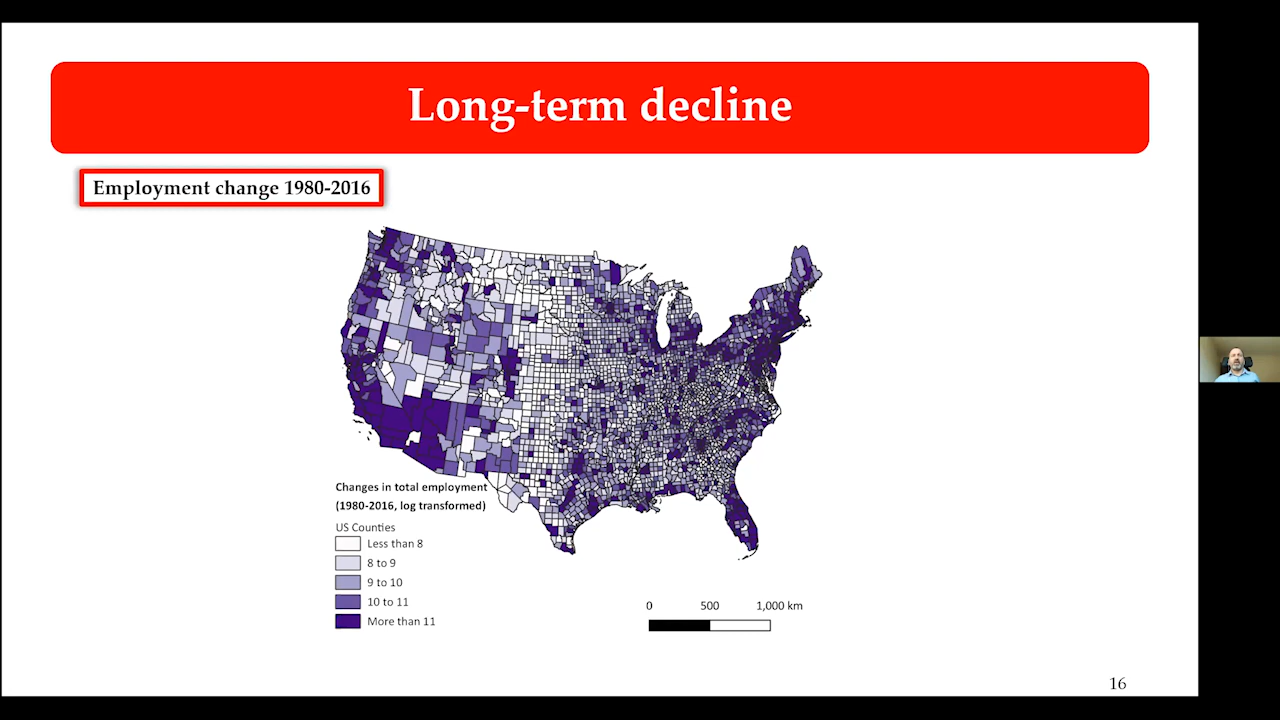 Long-term decline
Employment change 1980-2016
Changes in total employment
(1980-2016, log transformed)
US Counties
Less than 8
8 to 9
9 to 10
10 to 11
More than 11
0 500 1,000 km
16